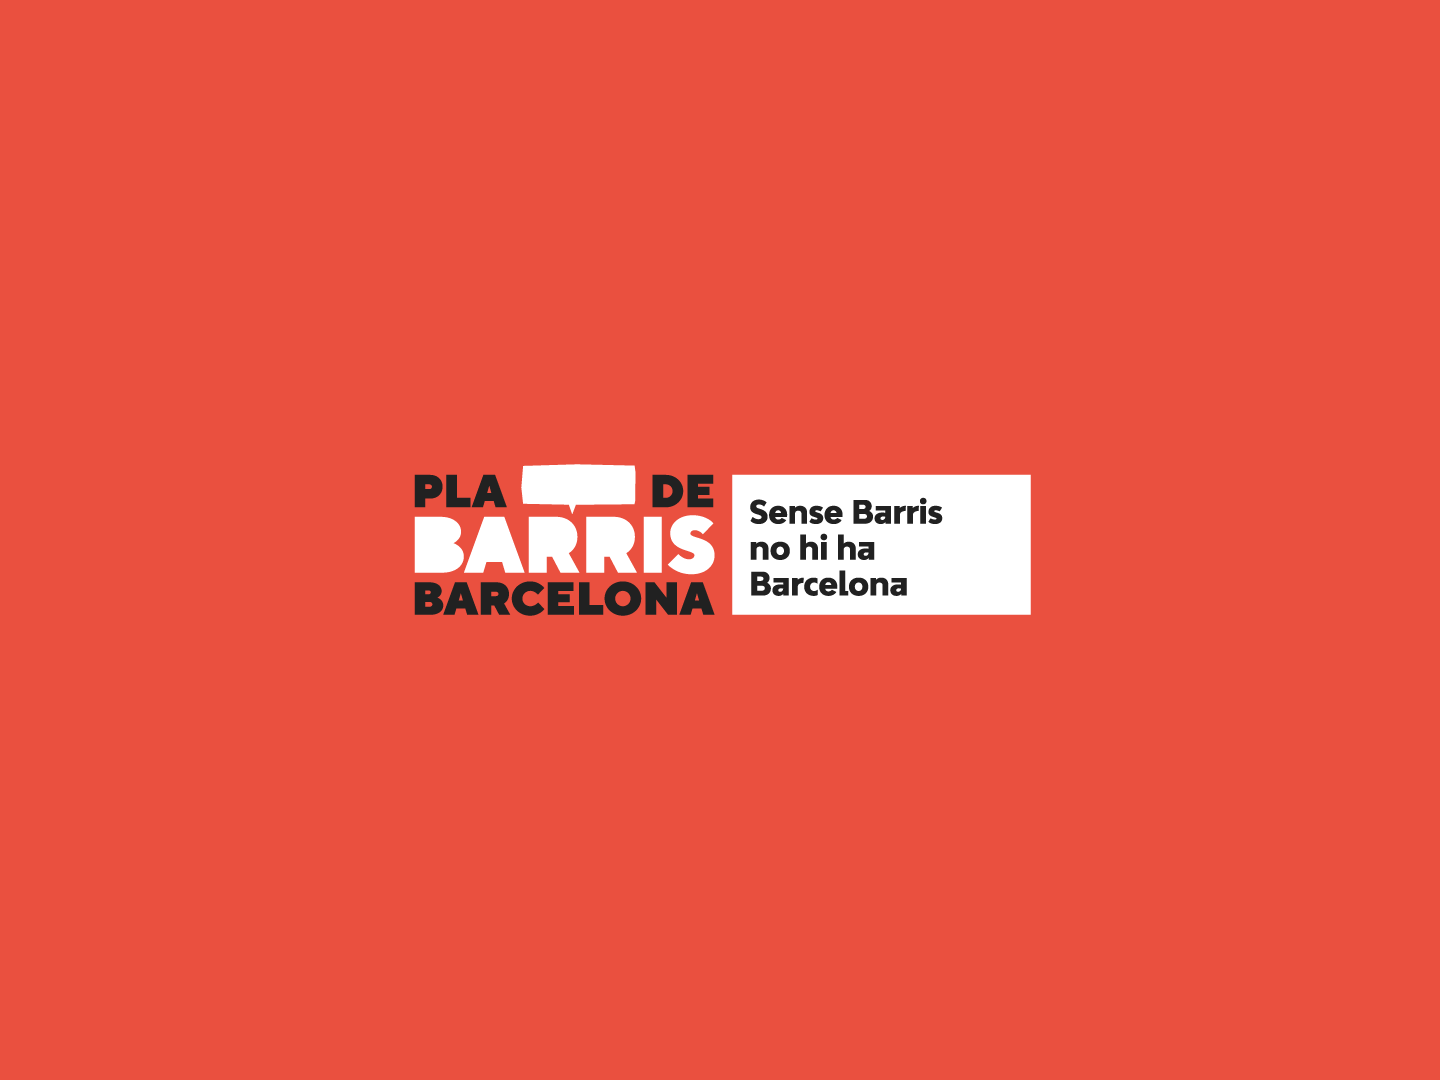 PLA DE
BARRIS
BARCELONA
Sense Barris
no hi ha
Barcelona